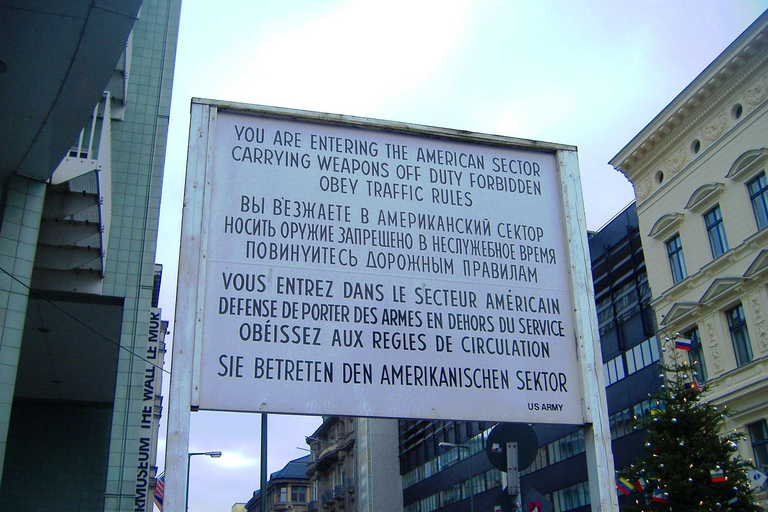 YOU ARE ENTERING THE AMERICAN SECTOR
CARRYING WEAPONS OFF DUTY FORBIDDEN
OBEY TRAFFIC RULES
ВЫ ВЪЕЗЖАЕТЕ В АМЕРИКАНСКИЙ СЕКТОР
НОСИТЬ ОРУЖИЕ ЗАПРЕЩЕНО В НЕСЛУЖЕБНОЕ ВРЕМЯ
ПОВИНУЙТЕСЬ ДОРОЖНЫМ ПРАВИЛАМ
VOUS ENTREZ DANS LE SECTEUR AMÉRICAIN
DEFENSE DE PORTER DES ARMES EN DEHORS DU SERVICE
OBÉISSEZ AUX REGLES DE CIRCULATION
SIE BETRETEN DEN AMERIKANISCHEN SEKTOR
US ARMY
THE WALL LE MUR